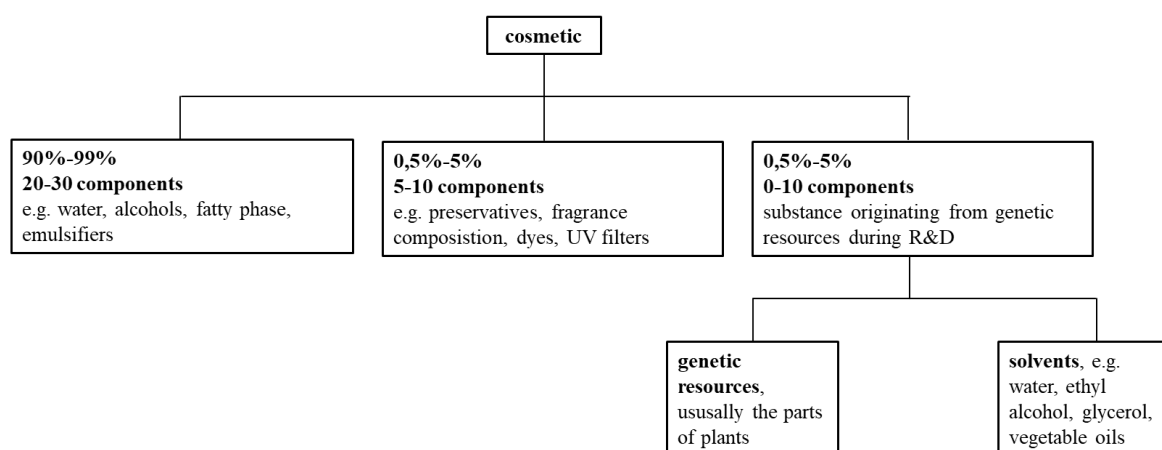 cosmetic
90%-99%
20-30 components
e.g. water, alcohols, fatty phase,
emulsifiers
0,5%-5%
5-10 components
e.g. preservatives, fragrance
composistion, dyes, UV filters
0,5%-5%
0-10 components
substance originating from genetic
resources during R&D
genetic
resources,
ususally the parts
of plants
solvents, e.g.
water, ethyl
alcohol, glycerol,
vegetable oils